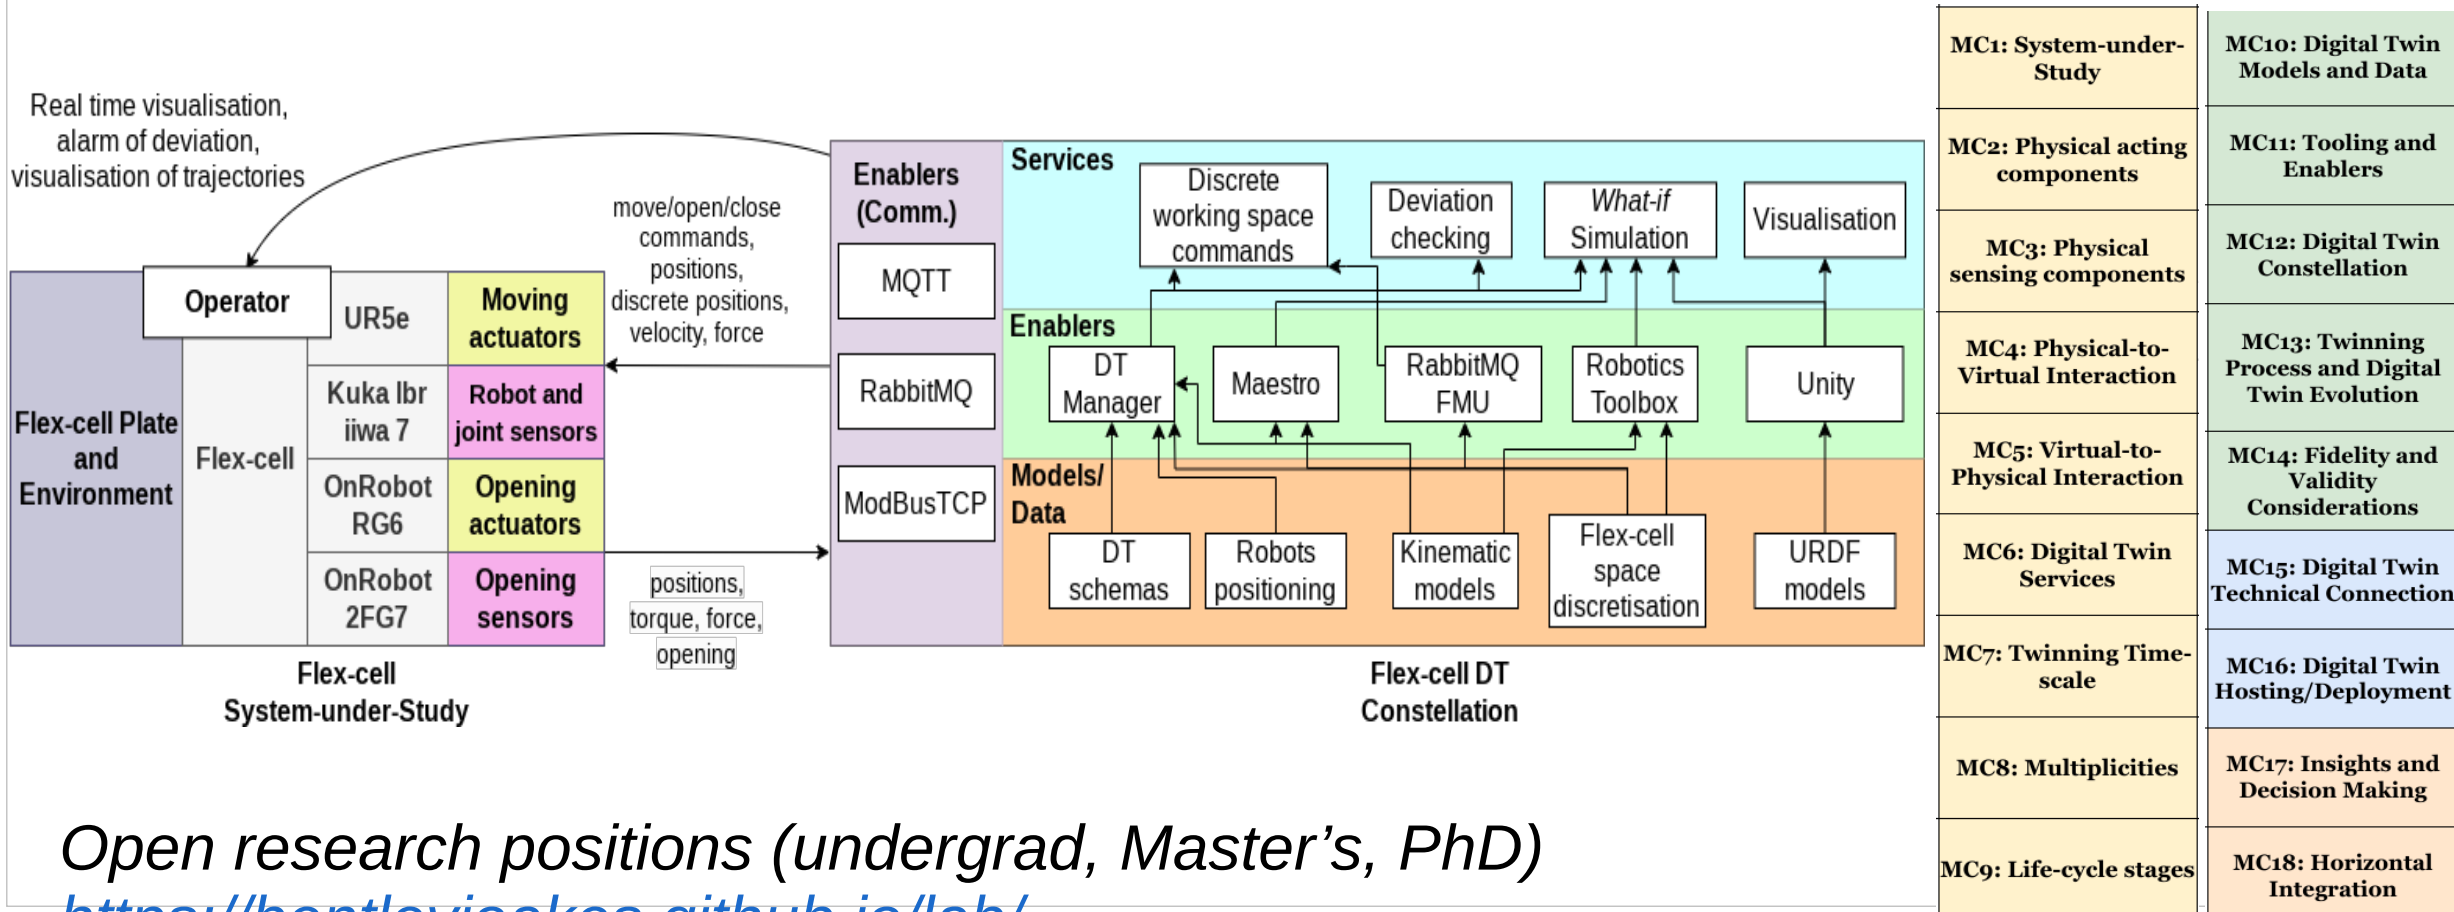 Real time visualisation,
alarm of deviation,
visualisation of trajectories
Operator
Flex-cell Plate
and
Environment
Flex-cell
UR5e
Kuka lbr
iiwa 7
OnRobot
RG6
OnRobot
2FG7
Moving
actuators
Robot and
joint sensors
Opening
actuators
Opening
sensors
Flex-cell
System-under-Study
move/open/close
commands,
positions,
discrete positions,
velocity, force
positions,
torque, force,
opening
Enablers
(Comm.)
MQTT
RabbitMQ
ModBusTCP
Services
Discrete
working space
commands
Deviation
checking
What-if
Simulation
Visualisation
Enablers
DT
Manager
Maestro
RabbitMQ
FMU
Robotics
Toolbox
Unity
Models/
Data
DT
schemas
Robots
positioning
Kinematic
models
Flex-cell
space
discretisation
URDF
models
Flex-cell DT
Constellation
MC1: System-under-
Study
MC2: Physical acting
components
MC3: Physical
sensing components
MC4: Physical-to-
Virtual Interaction
MC5: Virtual-to-
Physical Interaction
MC6: Digital Twin
Services
MC7: Twinning Time-
scale
MC8: Multiplicities
MC9: Life-cycle stages
MC10: Digital Twin
Models and Data
MC11: Tooling and
Enablers
MC12: Digital Twin
Constellation
MC13: Twinning
Process and Digital
Twin Evolution
MC14: Fidelity and
Validity
Considerations
MC15: Digital Twin
Technical Connection
MC16: Digital Twin
Hosting/Deployment
MC17: Insights and
Decision Making
MC18: Horizontal
Integration
Open research positions (undergrad, Master's, PhD)
https://bentleyjoakes.github.io/lab/